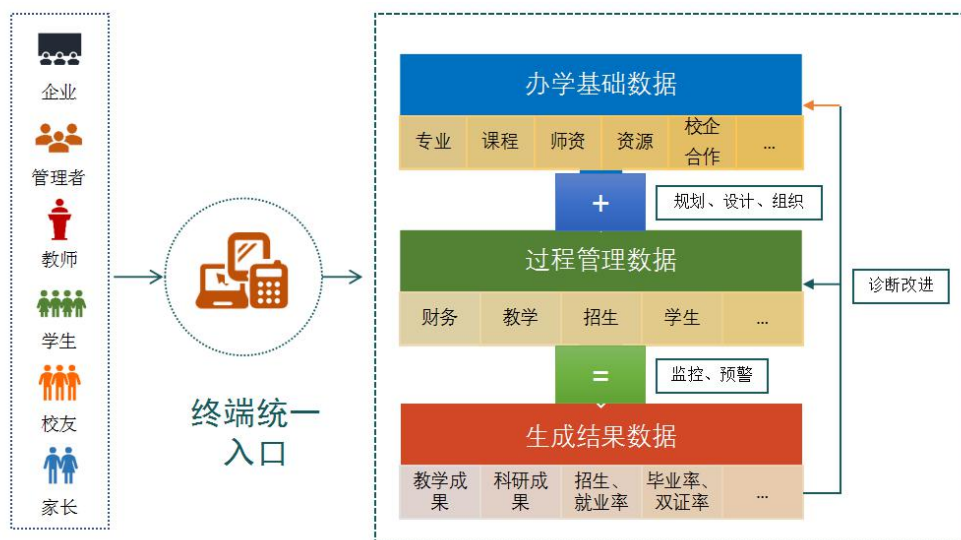 企业
管理者
教师
学生
校友
家长
终端统一
入口
办学基础数据
专业
课程
师资
资源
校企
合作
...
+
规划、设计、组织
过程管理数据
财务
教学
招生
学生
...
=
监控、预警
诊断改进
生成结果数据
教学成
果
科研成
果
招生、
就业率
毕业率、
双证率
...